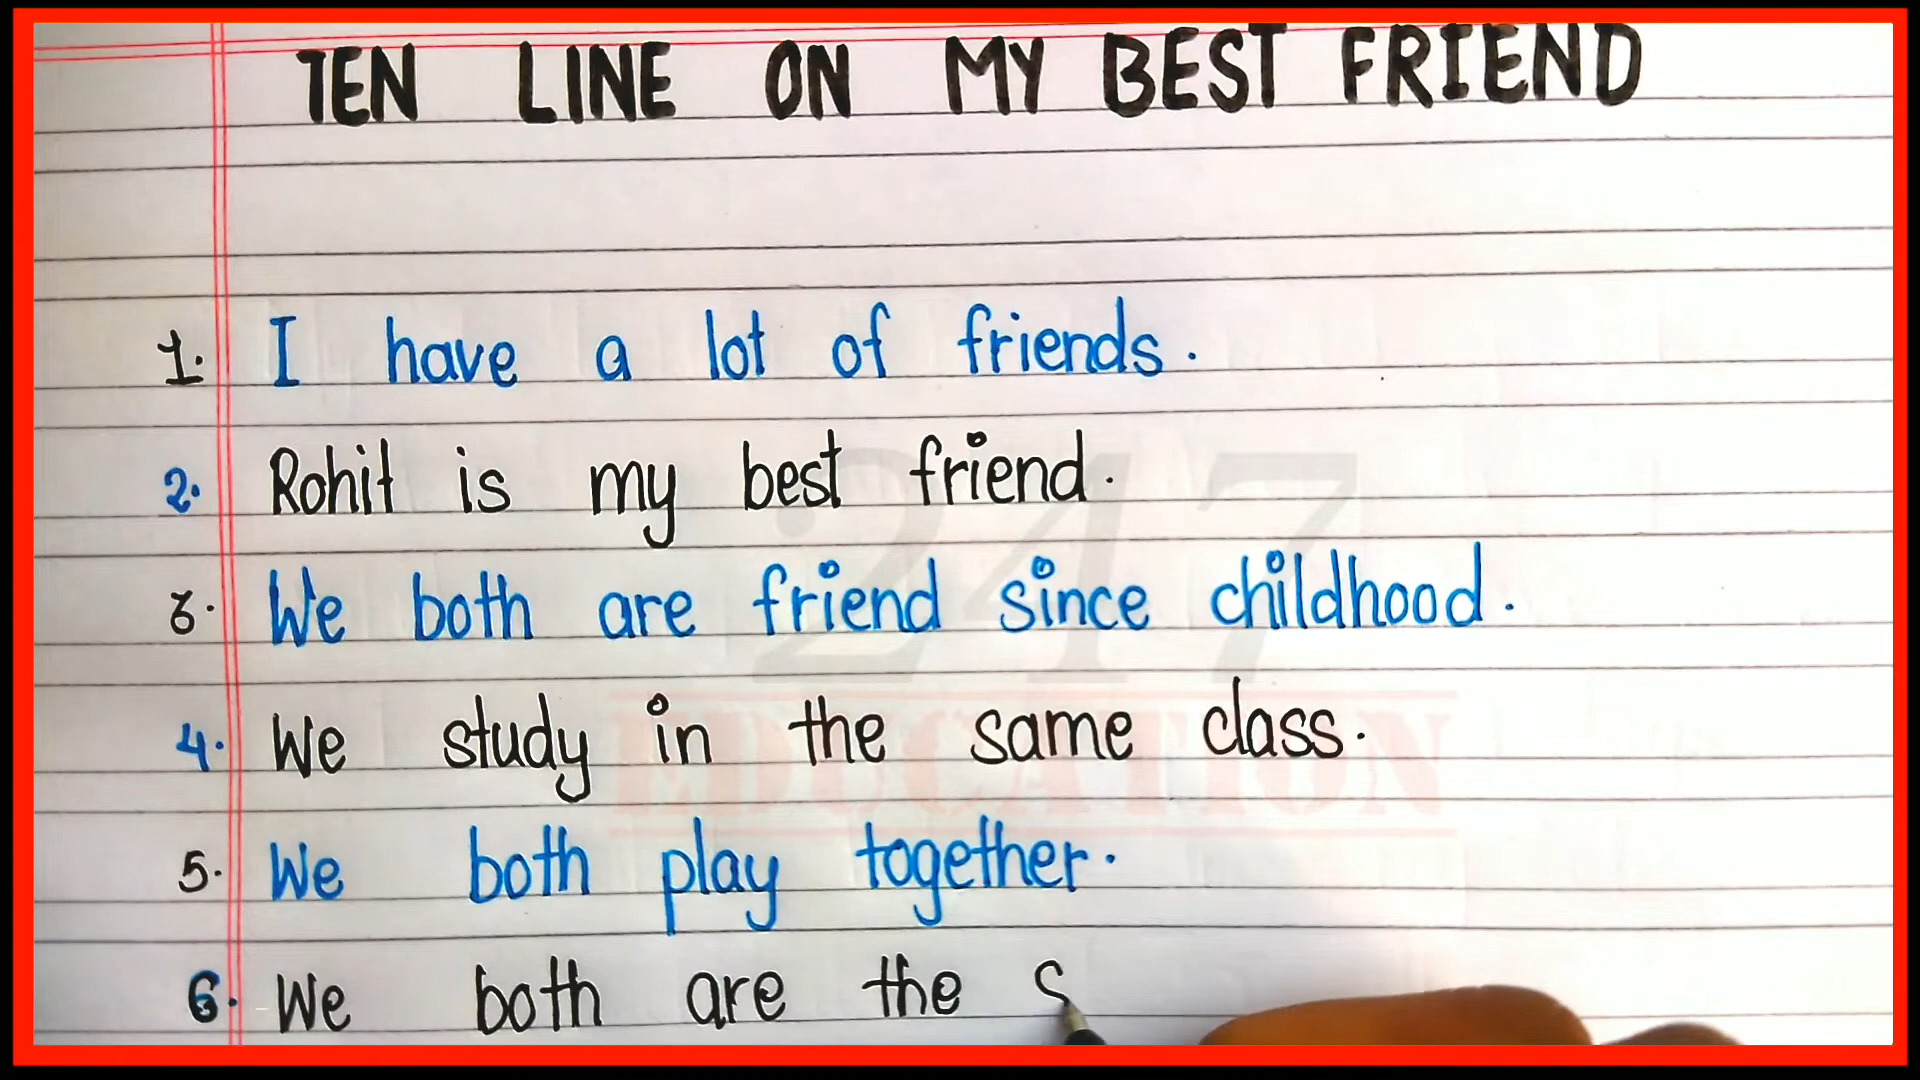 TEN LINE ON MY BEST FRIEND
1. I have a lot of friends.
2. Rohit is my best friend.
3. We both are friend since childhood.
4. We study in the same class.
5. We both play together.
6. We both are the s
247
EDUCATION